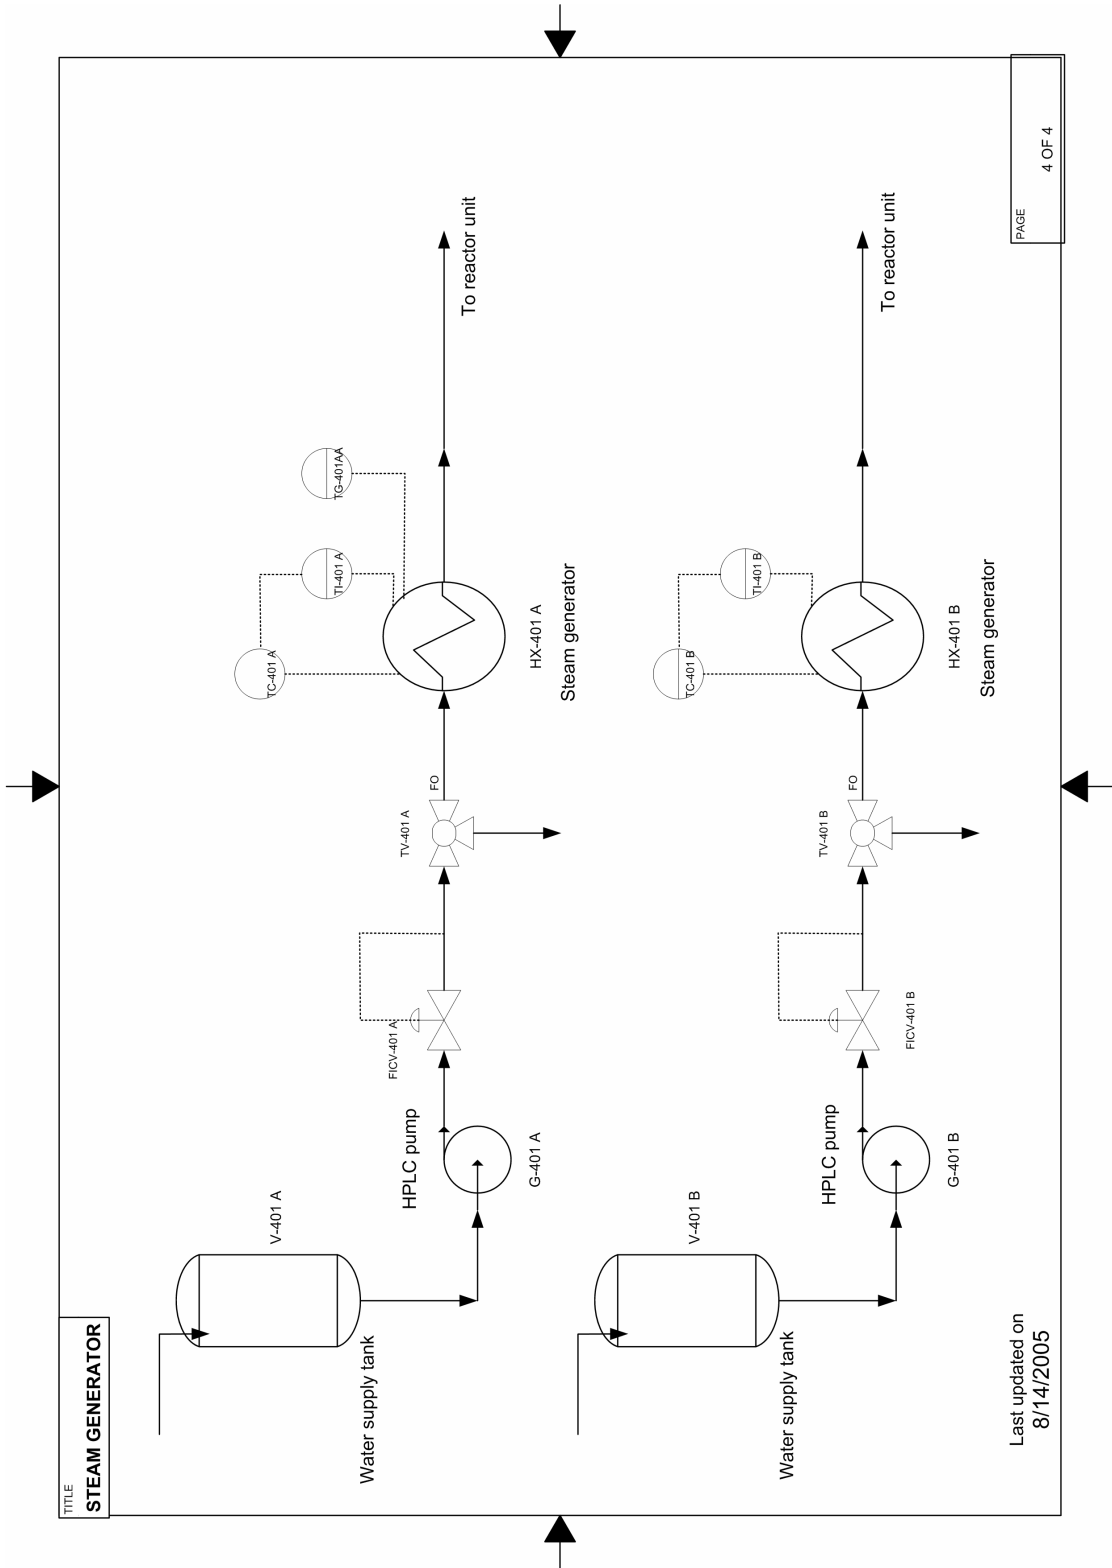 TITLE
STEAM GENERATOR
V-401 A
Water supply tank
HPLC pump
G-401 A
FICV-401 A
TV-401 A
FO
TC-401 A
TI-401 A
TG-401AA
HX-401 A
Steam generator
To reactor unit
V-401 B
Water supply tank
HPLC pump
G-401 B
FICV-401 B
TV-401 B
FO
TC-401 B
TI-401 B
HX-401 B
Steam generator
To reactor unit
Last updated on
8/14/2005
PAGE
4 OF 4